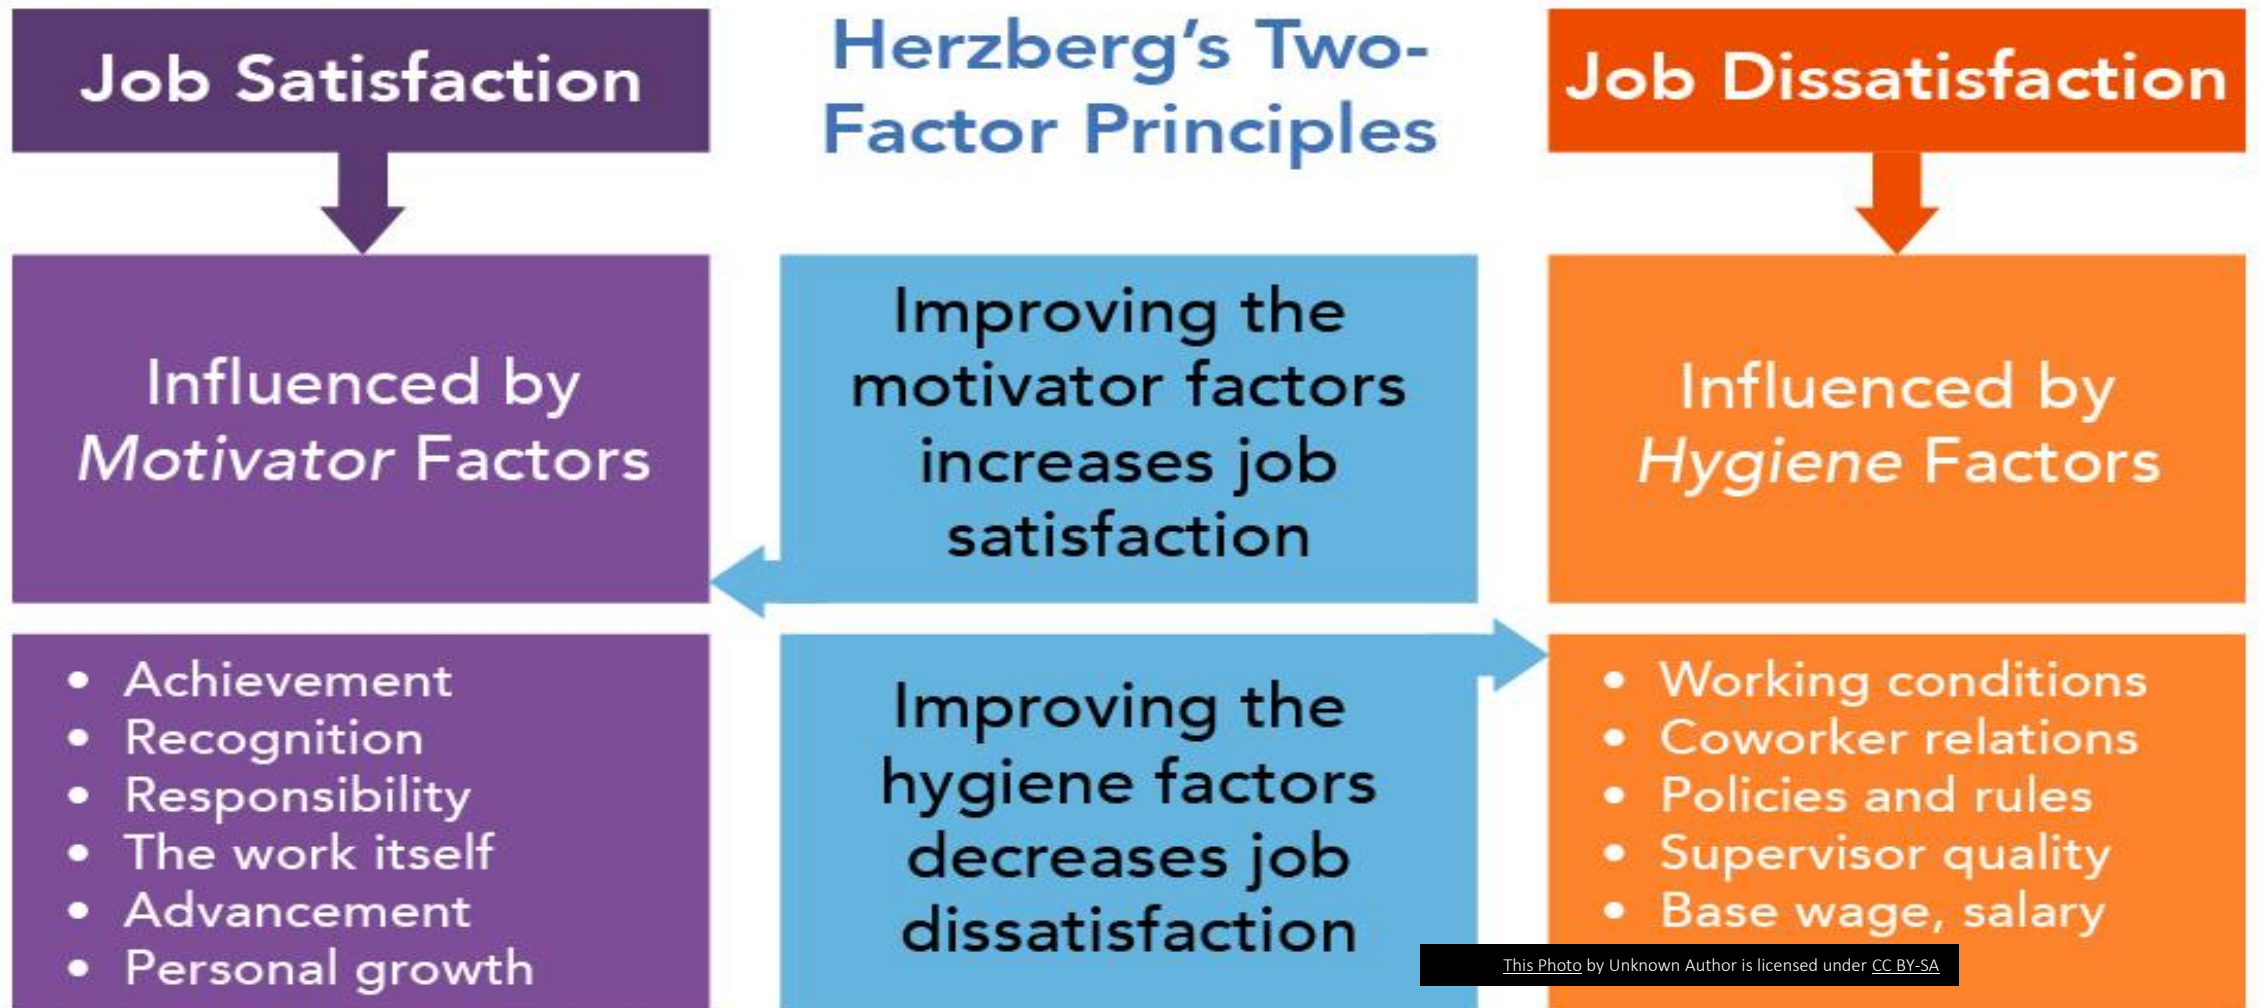 Job Satisfaction
Influenced by
Motivator Factors
• Achievement
• Recognition
• Responsibility
• The work itself
• Advancement
• Personal growth
Herzberg's Two-
Factor Principles
Improving the
motivator factors
increases job
satisfaction
Improving the
hygiene factors
decreases job
dissatisfaction
Job Dissatisfaction
Influenced by
Hygiene Factors
• Working conditions
• Coworker relations
• Policies and rules
• Supervisor quality
• Base wage, salary
This Photo by Unknown Author is licensed under CC BY-SA